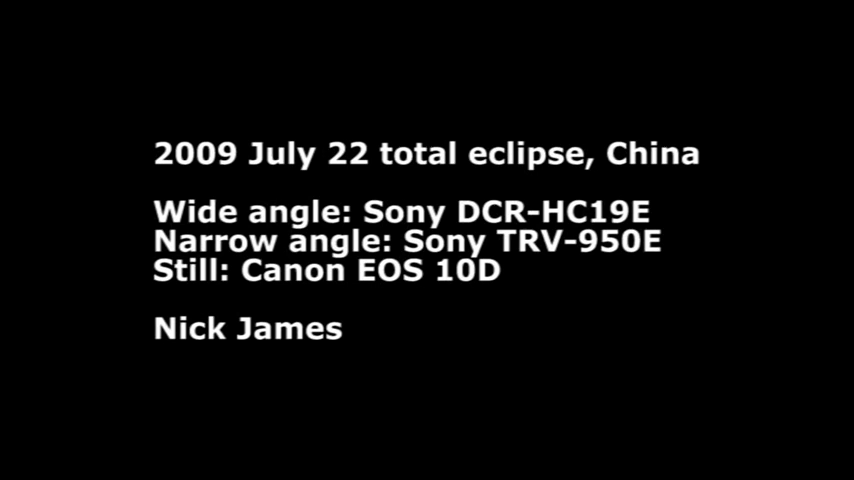 2009 July 22 total eclipse, China
Wide angle: Sony DCR-HC19E
Narrow angle: Sony TRV-950E
Still: Canon EOS 10D
Nick James